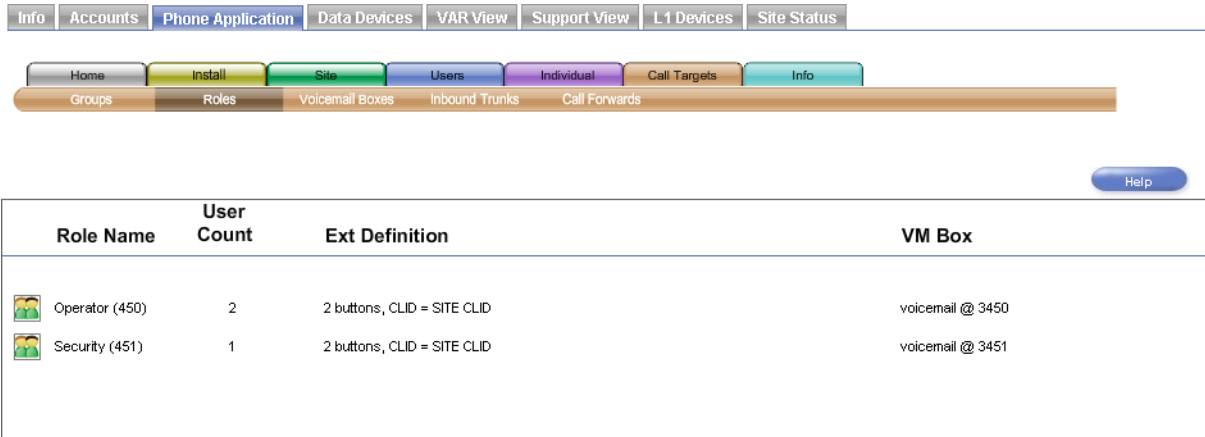 Info Accounts Phone Application Data Devices VAR View Support View L1 Devices Site Status
Home Install Site Users Individual Call Targets Info
Groups Roles Voicemail Boxes Inbound Trunks Call Forwards
Help
Role Name User Count Ext Definition VM Box
Operator (450) 2 2 buttons, CLID = SITE CLID voicemail @ 3450
Security (451) 1 2 buttons, CLID = SITE CLID voicemail @ 3451